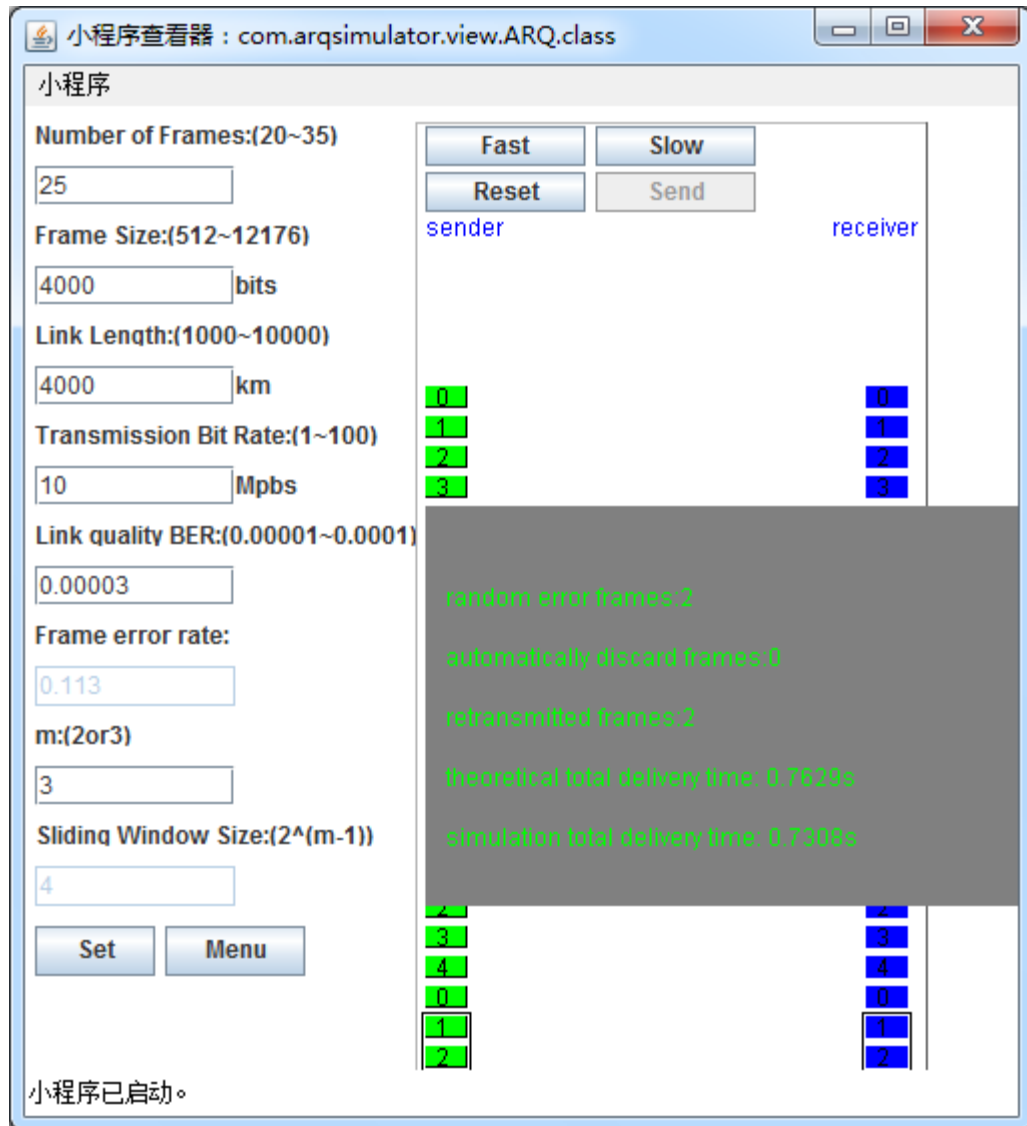 小程序查看器：com.arqsimulator.view.ARQ.class
小程序
Number of Frames:(20~35)
25
Frame Size:(512~12176)
4000 bits
Link Length:(1000~10000)
4000 km
Transmission Bit Rate:(1~100)
10 Mpbs
Link quality BER:(0.00001~0.0001)
0.00003
Frame error rate:
0.113
m:(2or3)
3
Sliding Window Size:(2^(m-1))
4
Set Menu
Fast Slow
Reset Send
sender receiver
0 0
1 1
2 2
3 3
random error frames:2
automatically discard frames:0
retransmitted frames:2
theoretical total delivery time: 0.7629s
simulation total delivery time: 0.7308s
2 2
3 3
4 4
0 0
1 1
2 2
小程序已启动。